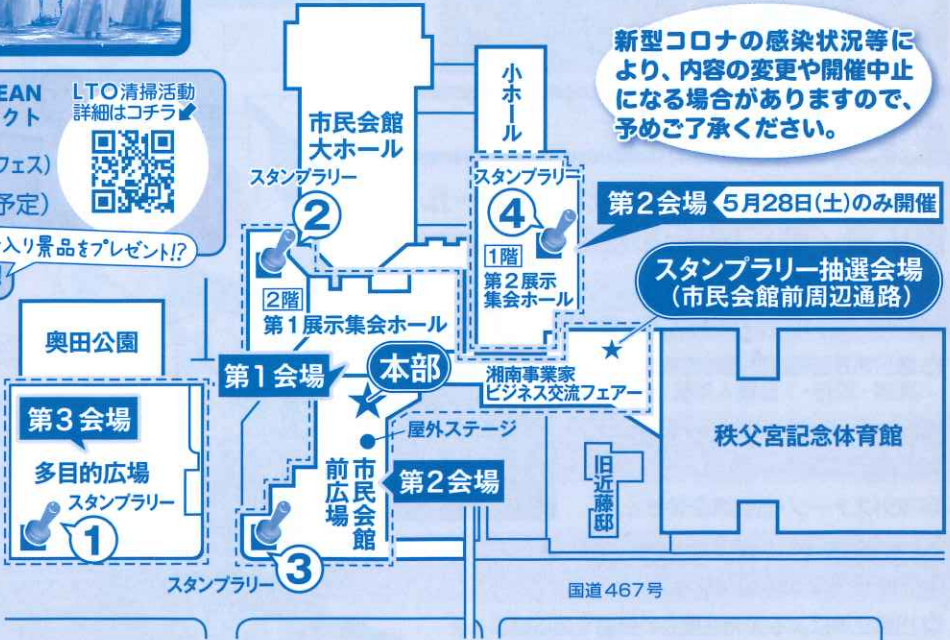 EAN
クト
フェス)
予定)
LTO清掃活動
詳細はコチラ
入り景品をプレゼント!?
新型コロナの感染状況等に
より、内容の変更や開催中止
になる場合がありますので、
予めご了承ください。
市民会館
大ホール
小ホール
スタンプラリー
2
スタンプラリー
4
第2会場 5月28日(土)のみ開催
1階
第2展示
集会ホール
スタンプラリー抽選会場
(市民会館前周辺通路)
2階
第1展示集会ホール
奥田公園
第1会場
本部
湘南事業家
ビジネス交流フェアー
第3会場
多目的広場
スタンプラリー
1
屋外ステージ
市民会館
前広場
第2会場
旧近藤邸
秩父宮記念体育館
スタンプラリー
3
国道467号